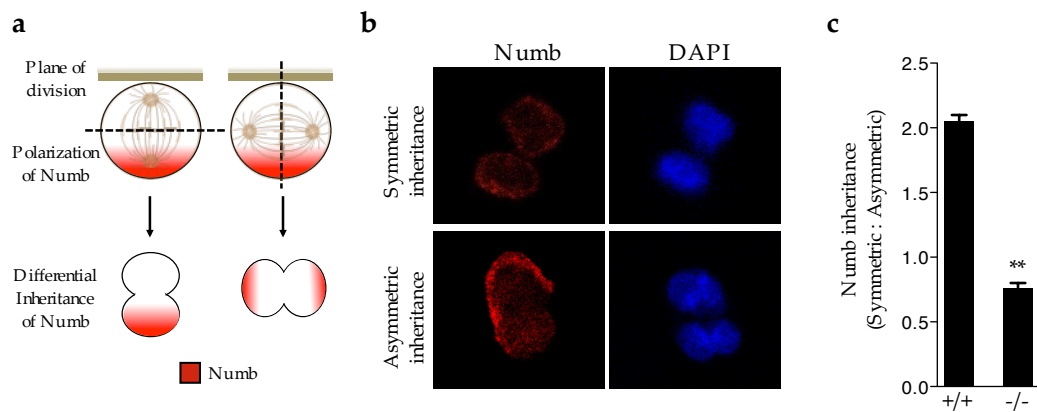 a
Plane of
division
Polarization
of Numb
Differential
Inheritance
of Numb
Numb
b
Numb
DAPI
Symmetric
inheritance
Asymmetric
inheritance
c
Numb inheritance
(Symmetric : Asymmetric)
2.5
2.0
1.5
1.0
0.5
0.0
**
+/+
-/-